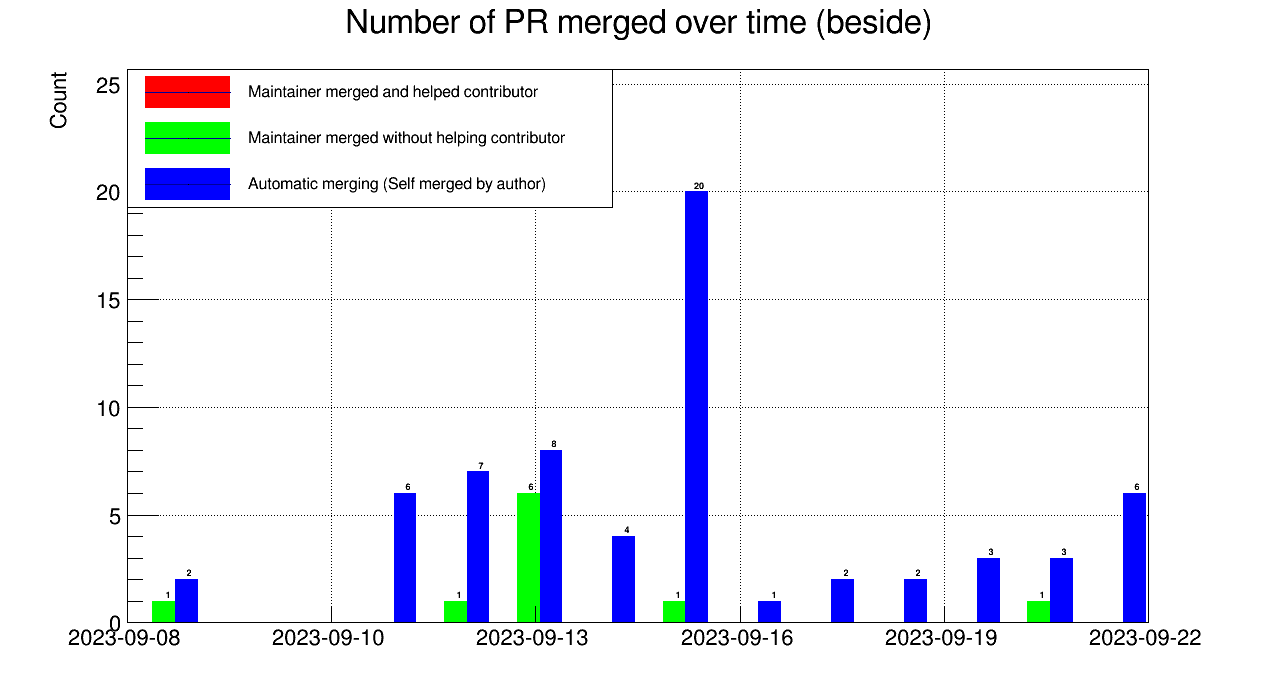 Number of PR merged over time (beside)
Count
25
20
15
10
5
0
Maintainer merged and helped contributor
Maintainer merged without helping contributor
Automatic merging (Self merged by author)
1 2 6 1 7 6 8 4 1 20 1 2 2 3 1 3 6
2023-09-08 2023-09-10 2023-09-13 2023-09-16 2023-09-19 2023-09-22